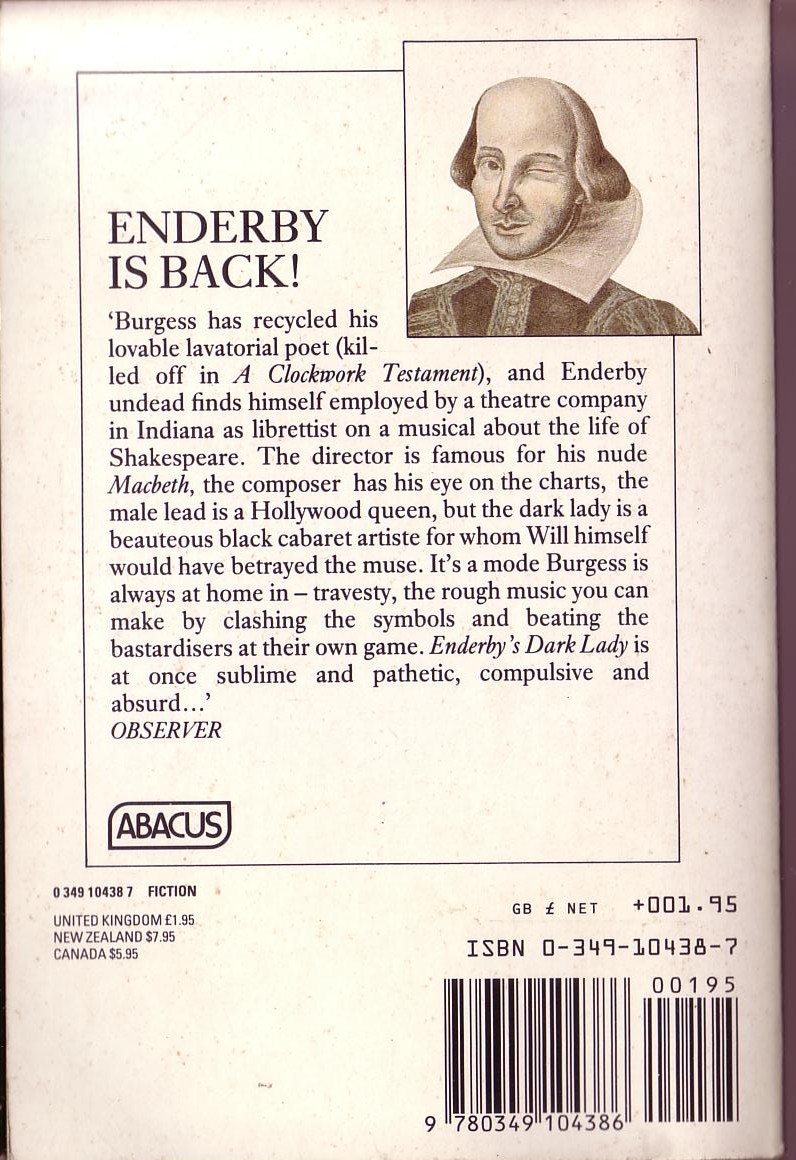 ENDERBY
IS BACK!
‘Burgess has recycled his
lovable lavatorial poet (kil-
led off in A Clockwork Testament), and Enderby
undead finds himself employed by a theatre company
in Indiana as librettist on a musical about the life of
Shakespeare. The director is famous for his nude
Macbeth, the composer has his eye on the charts, the
male lead is a Hollywood queen, but the dark lady is a
beauteous black cabaret artiste for whom Will himself
would have betrayed the muse. It's a mode Burgess is
always at home in – travesty, the rough music you can
make by clashing the symbols and beating the
bastardisers at their own game. Enderby's Dark Lady is
at once sublime and pathetic, compulsive and
absurd...’
OBSERVER
ABACUS
0 349 10438 7 FICTION
UNITED KINGDOM £1.95
NEW ZEALAND $7.95
CANADA $5.95
GB £ NET +001.95
ISBN 0-349-10438-7
00195
9 780349 104386